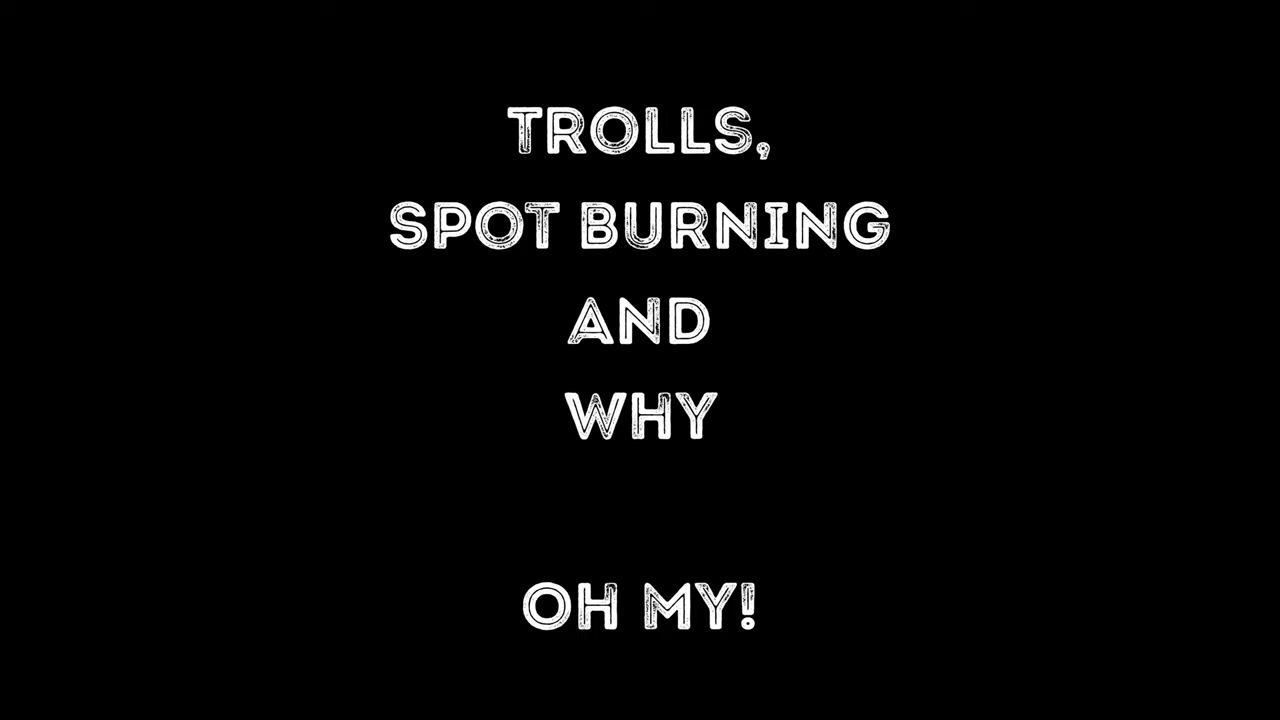 TROLLS,
SPOT BURNING
AND
WHY
OH MY!